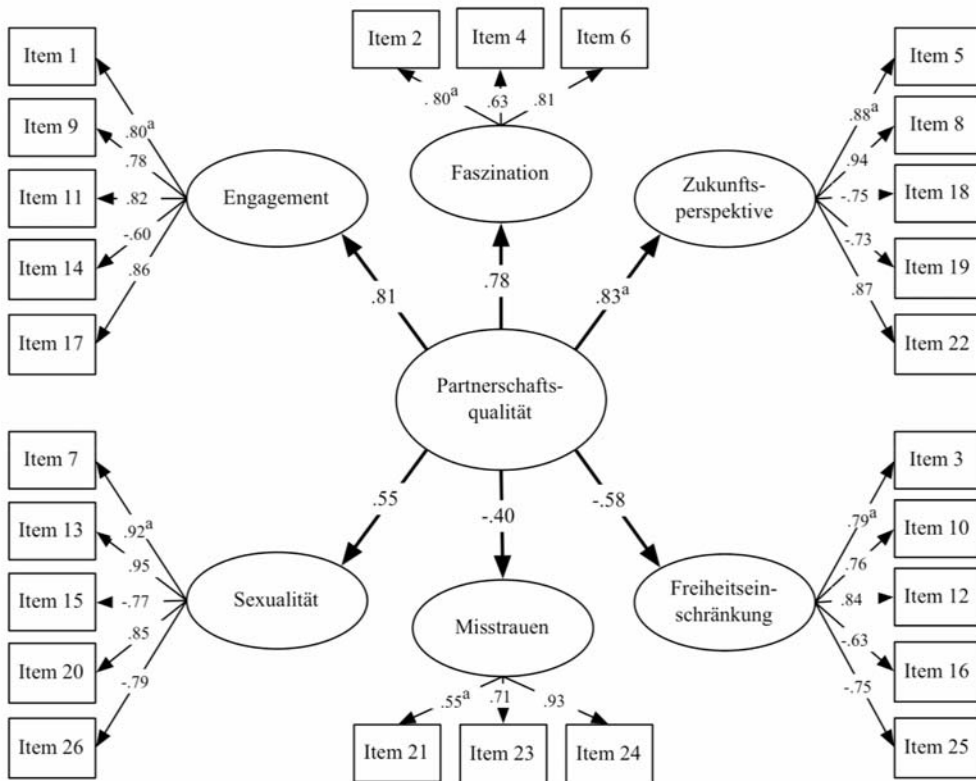 Item 1
Item 9
Item 11
Item 14
Item 17
.80a
.78
.82
-.60
.86
Engagement
Item 2
Item 4
Item 6
.80a
.63
.81
Faszination
Item 5
Item 8
Item 18
Item 19
Item 22
.88a
.94
-.75
-.73
.87
Zukunfts-
perspektive
.81
.78
.83a
Partnerschafts-
qualität
.55
-.40
-.58
Item 7
Item 13
Item 15
Item 20
Item 26
.92a
.95
-.77
.85
-.79
Sexualität
Misstrauen
.55a
.71
.93
Item 21
Item 23
Item 24
Freiheitsein-
schränkung
.79a
.76
.84
-.63
-.75
Item 3
Item 10
Item 12
Item 16
Item 25